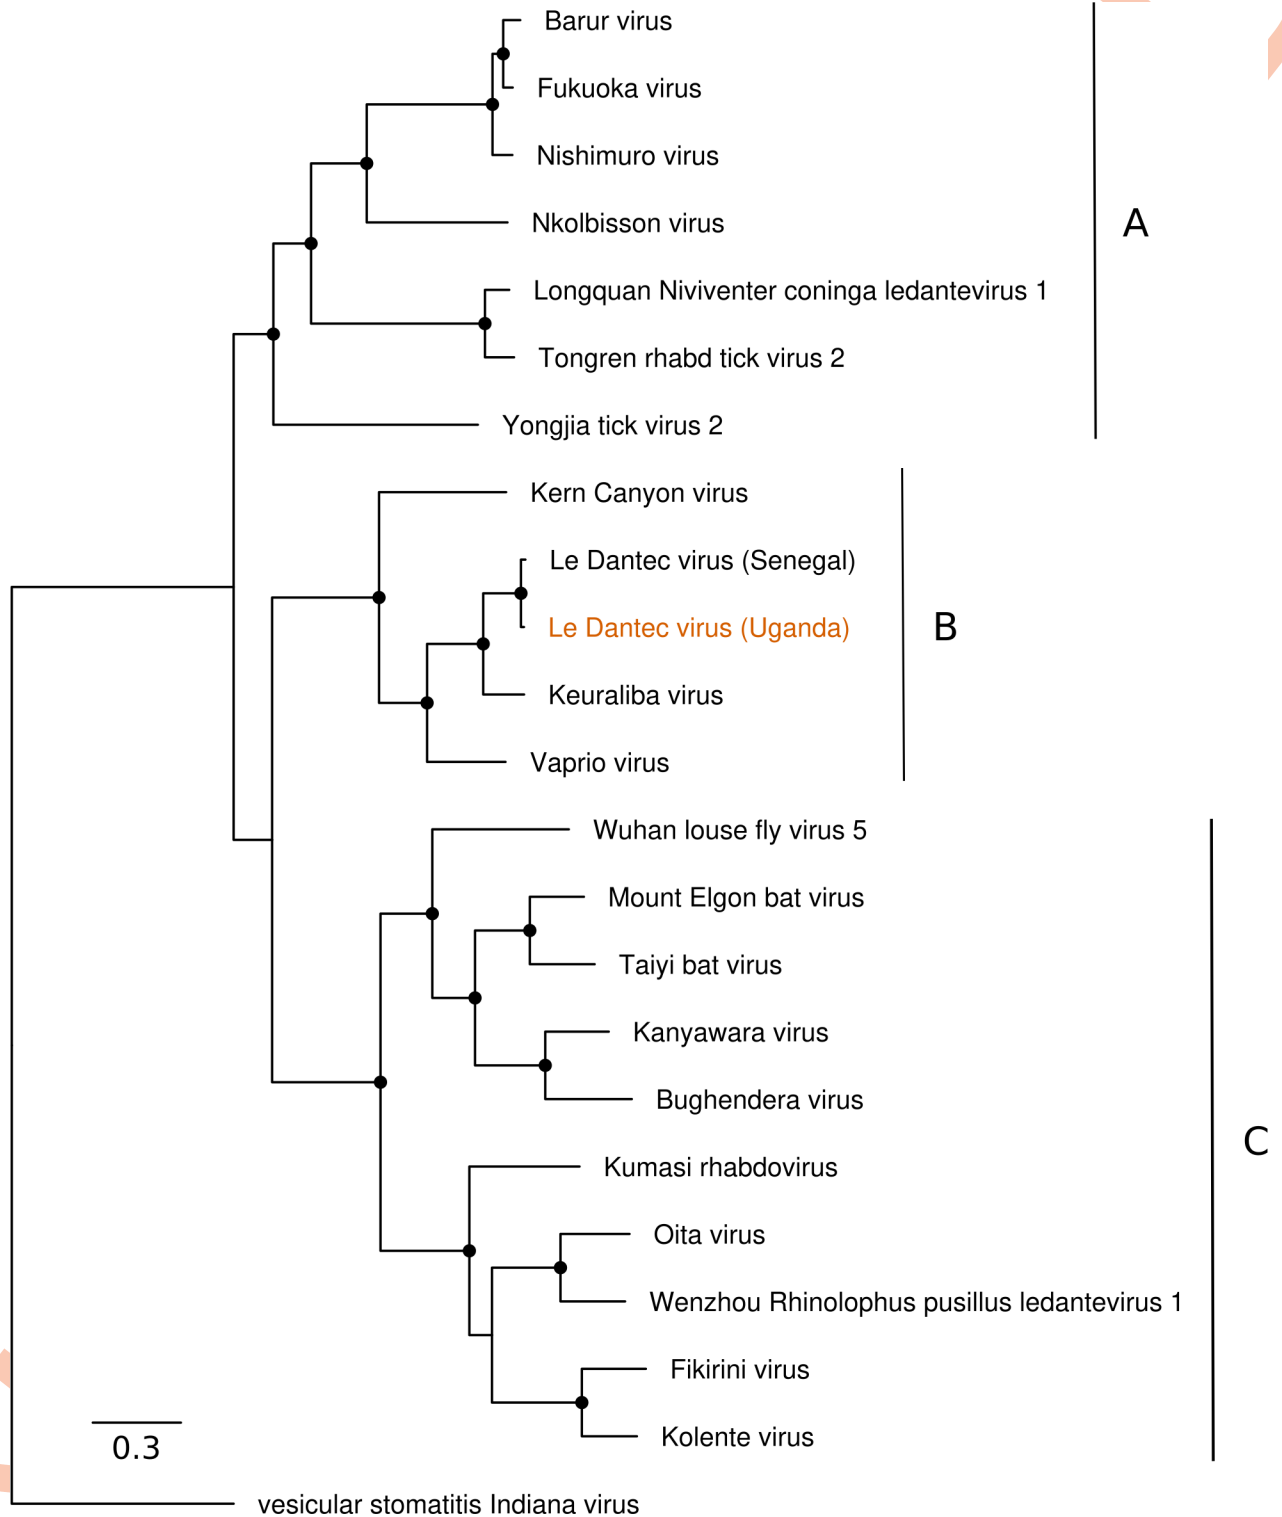 Barur virus
Fukuoka virus
Nishimuro virus
Nkolbisson virus
A
Longquan Niviventer coninga ledantevirus 1
Tongren rhabd tick virus 2
Yongjia tick virus 2
Kern Canyon virus
Le Dantec virus (Senegal)
Le Dantec virus (Uganda)
B
Keuraliba virus
Vaprio virus
Wuhan louse fly virus 5
Mount Elgon bat virus
Taiyi bat virus
Kanyawara virus
Bughendera virus
C
Kumasi rhabdovirus
Oita virus
Wenzhou Rhinolophus pusillus ledantevirus 1
Fikirini virus
Kolente virus
0.3
vesicular stomatitis Indiana virus